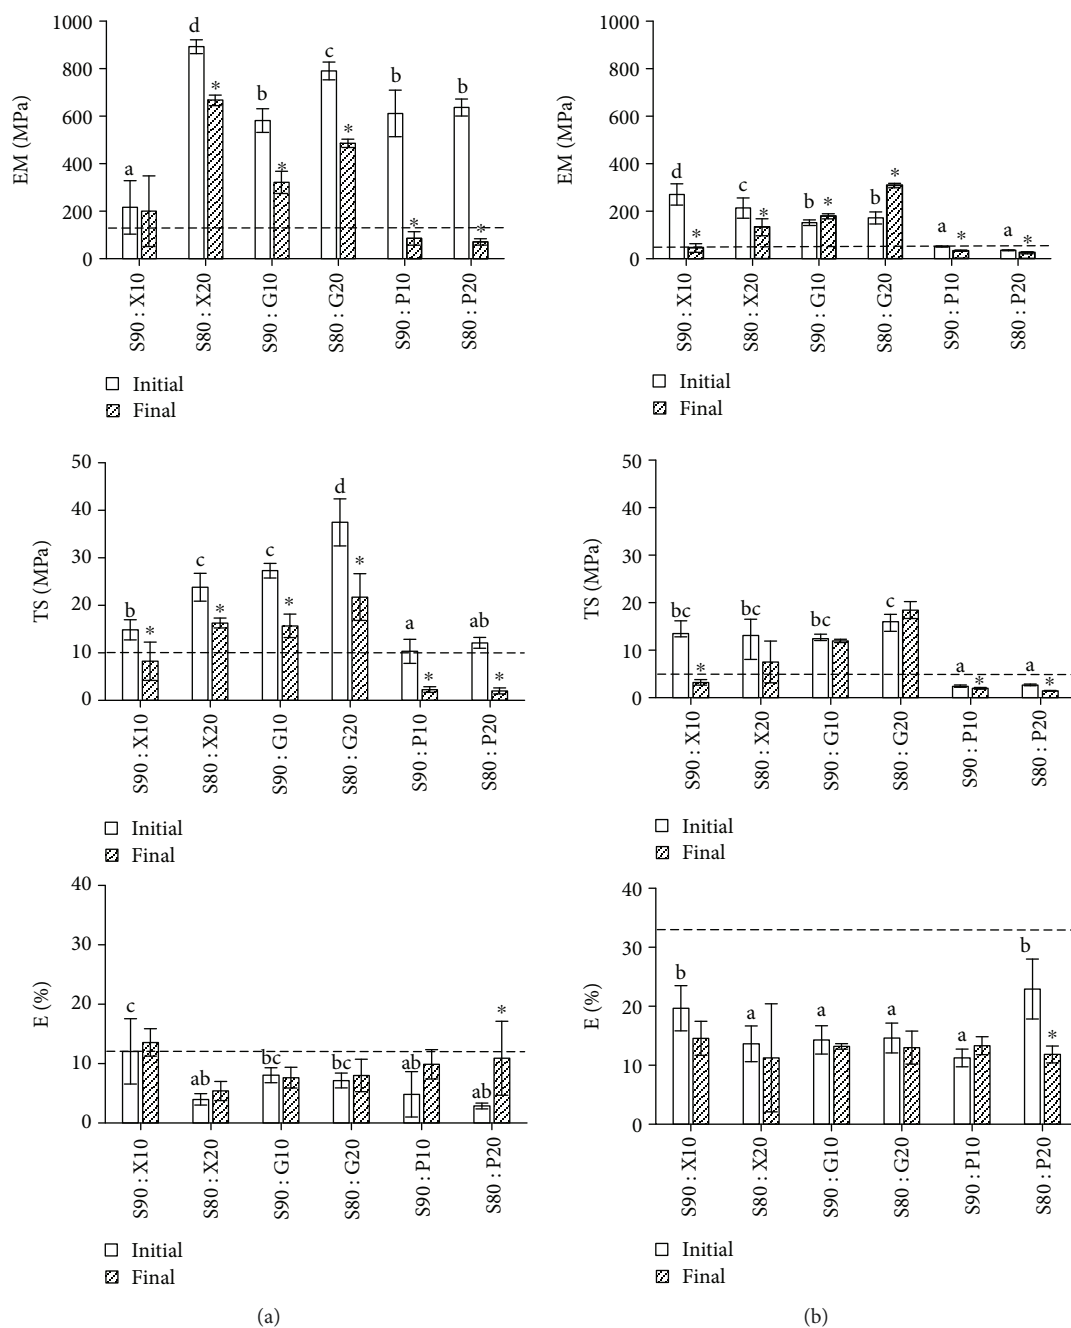 1000
800
600
400
200
0
EM (MPa)
a
d
*
b
*
c
*
b
*
b
*
S90 : X10
S80 : X20
S90 : G10
S80 : G20
S90 : P10
S80 : P20
Initial
Final
1000
800
600
400
200
0
EM (MPa)
d
*
c
*
b
*
b
*
a
*
a
*
S90 : X10
S80 : X20
S90 : G10
S80 : G20
S90 : P10
S80 : P20
Initial
Final
50
40
30
20
10
0
TS (MPa)
b
*
c
*
c
*
d
*
a
*
ab
*
S90 : X10
S80 : X20
S90 : G10
S80 : G20
S90 : P10
S80 : P20
Initial
Final
50
40
30
20
10
0
TS (MPa)
bc
*
bc
bc
c
a
*
a
*
S90 : X10
S80 : X20
S90 : G10
S80 : G20
S90 : P10
S80 : P20
Initial
Final
40
30
20
10
0
E (%)
c
ab
bc
bc
ab
ab
*
S90 : X10
S80 : X20
S90 : G10
S80 : G20
S90 : P10
S80 : P20
Initial
Final
40
30
20
10
0
E (%)
b
a
a
a
a
b
*
S90 : X10
S80 : X20
S90 : G10
S80 : G20
S90 : P10
S80 : P20
Initial
Final
(a)
(b)